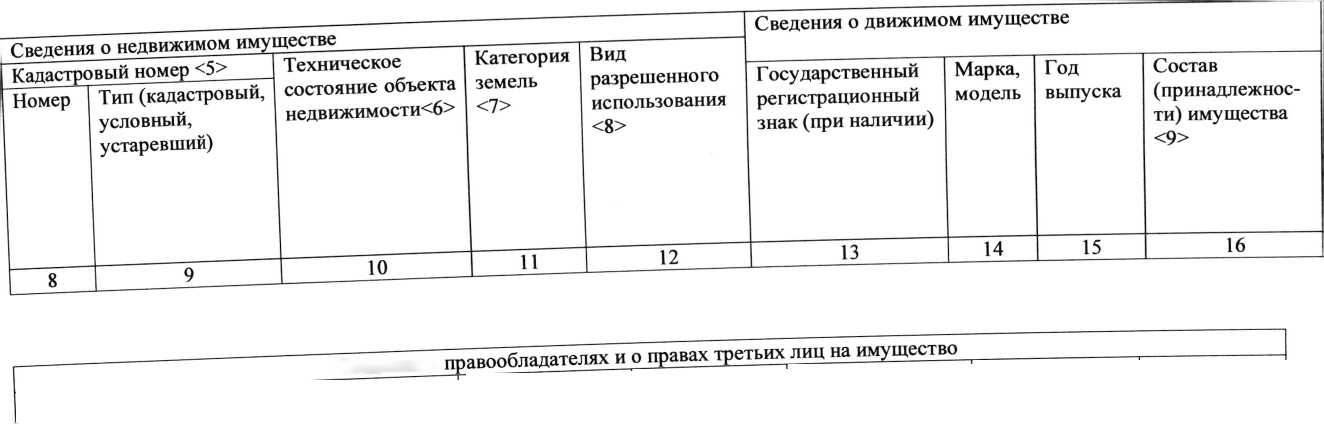 Сведения о недвижимом имуществе
Сведения о движимом имуществе
Кадастровый номер <5>
Техническое
состояние объекта
недвижимости<6>
Категория
земель
<7>
Вид
разрешенного
использования
<8>
Государственный
регистрационный
знак (при наличии)
Марка,
модель
Год
выпуска
Состав
(принадлежнос-
ти) имущества
<9>
Номер
Тип (кадастровый,
условный,
устаревший)
8 9 10 11 12 13 14 15 16
правообладателях и о правах третьих лиц на имущество